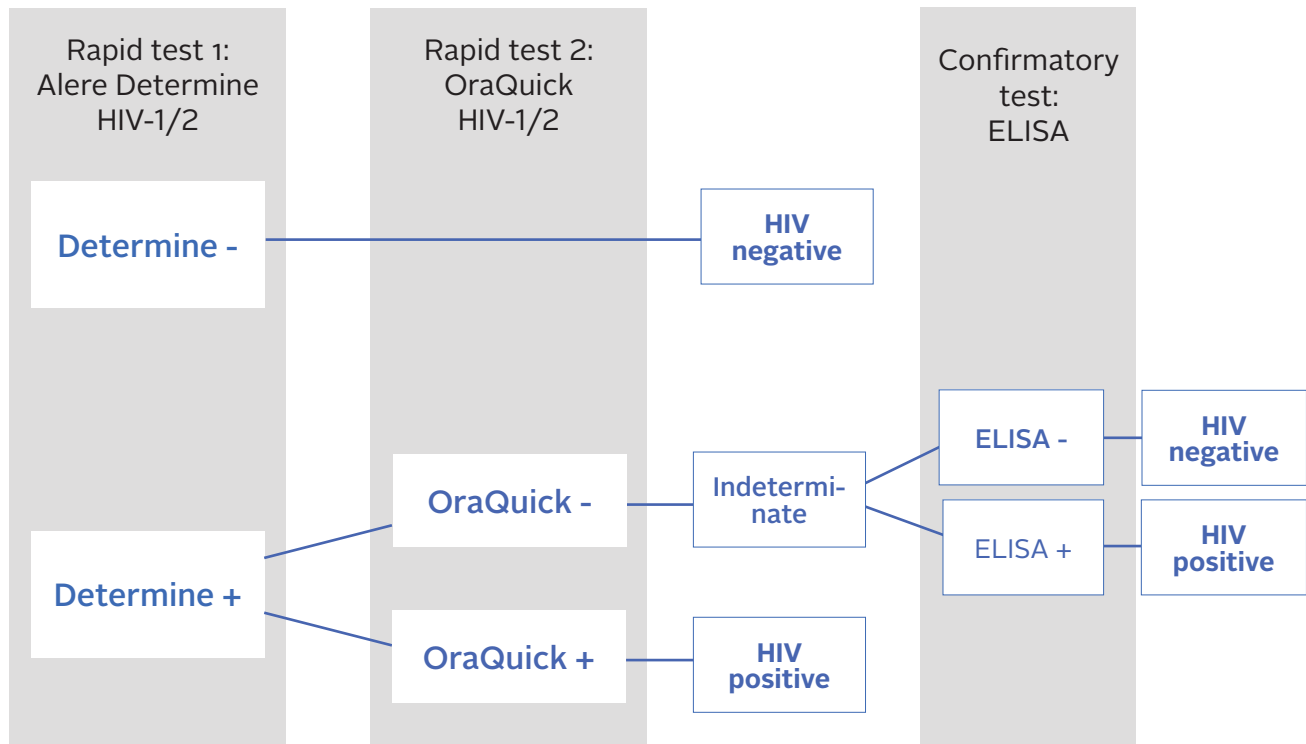 Rapid test 1:
Alere Determine
HIV-1/2
Rapid test 2:
OraQuick
HIV-1/2
Confirmatory
test:
ELISA
Determine -
HIV
negative
Determine +
OraQuick -
Indetermi-
nate
ELISA -
HIV
negative
ELISA +
HIV
positive
OraQuick +
HIV
positive